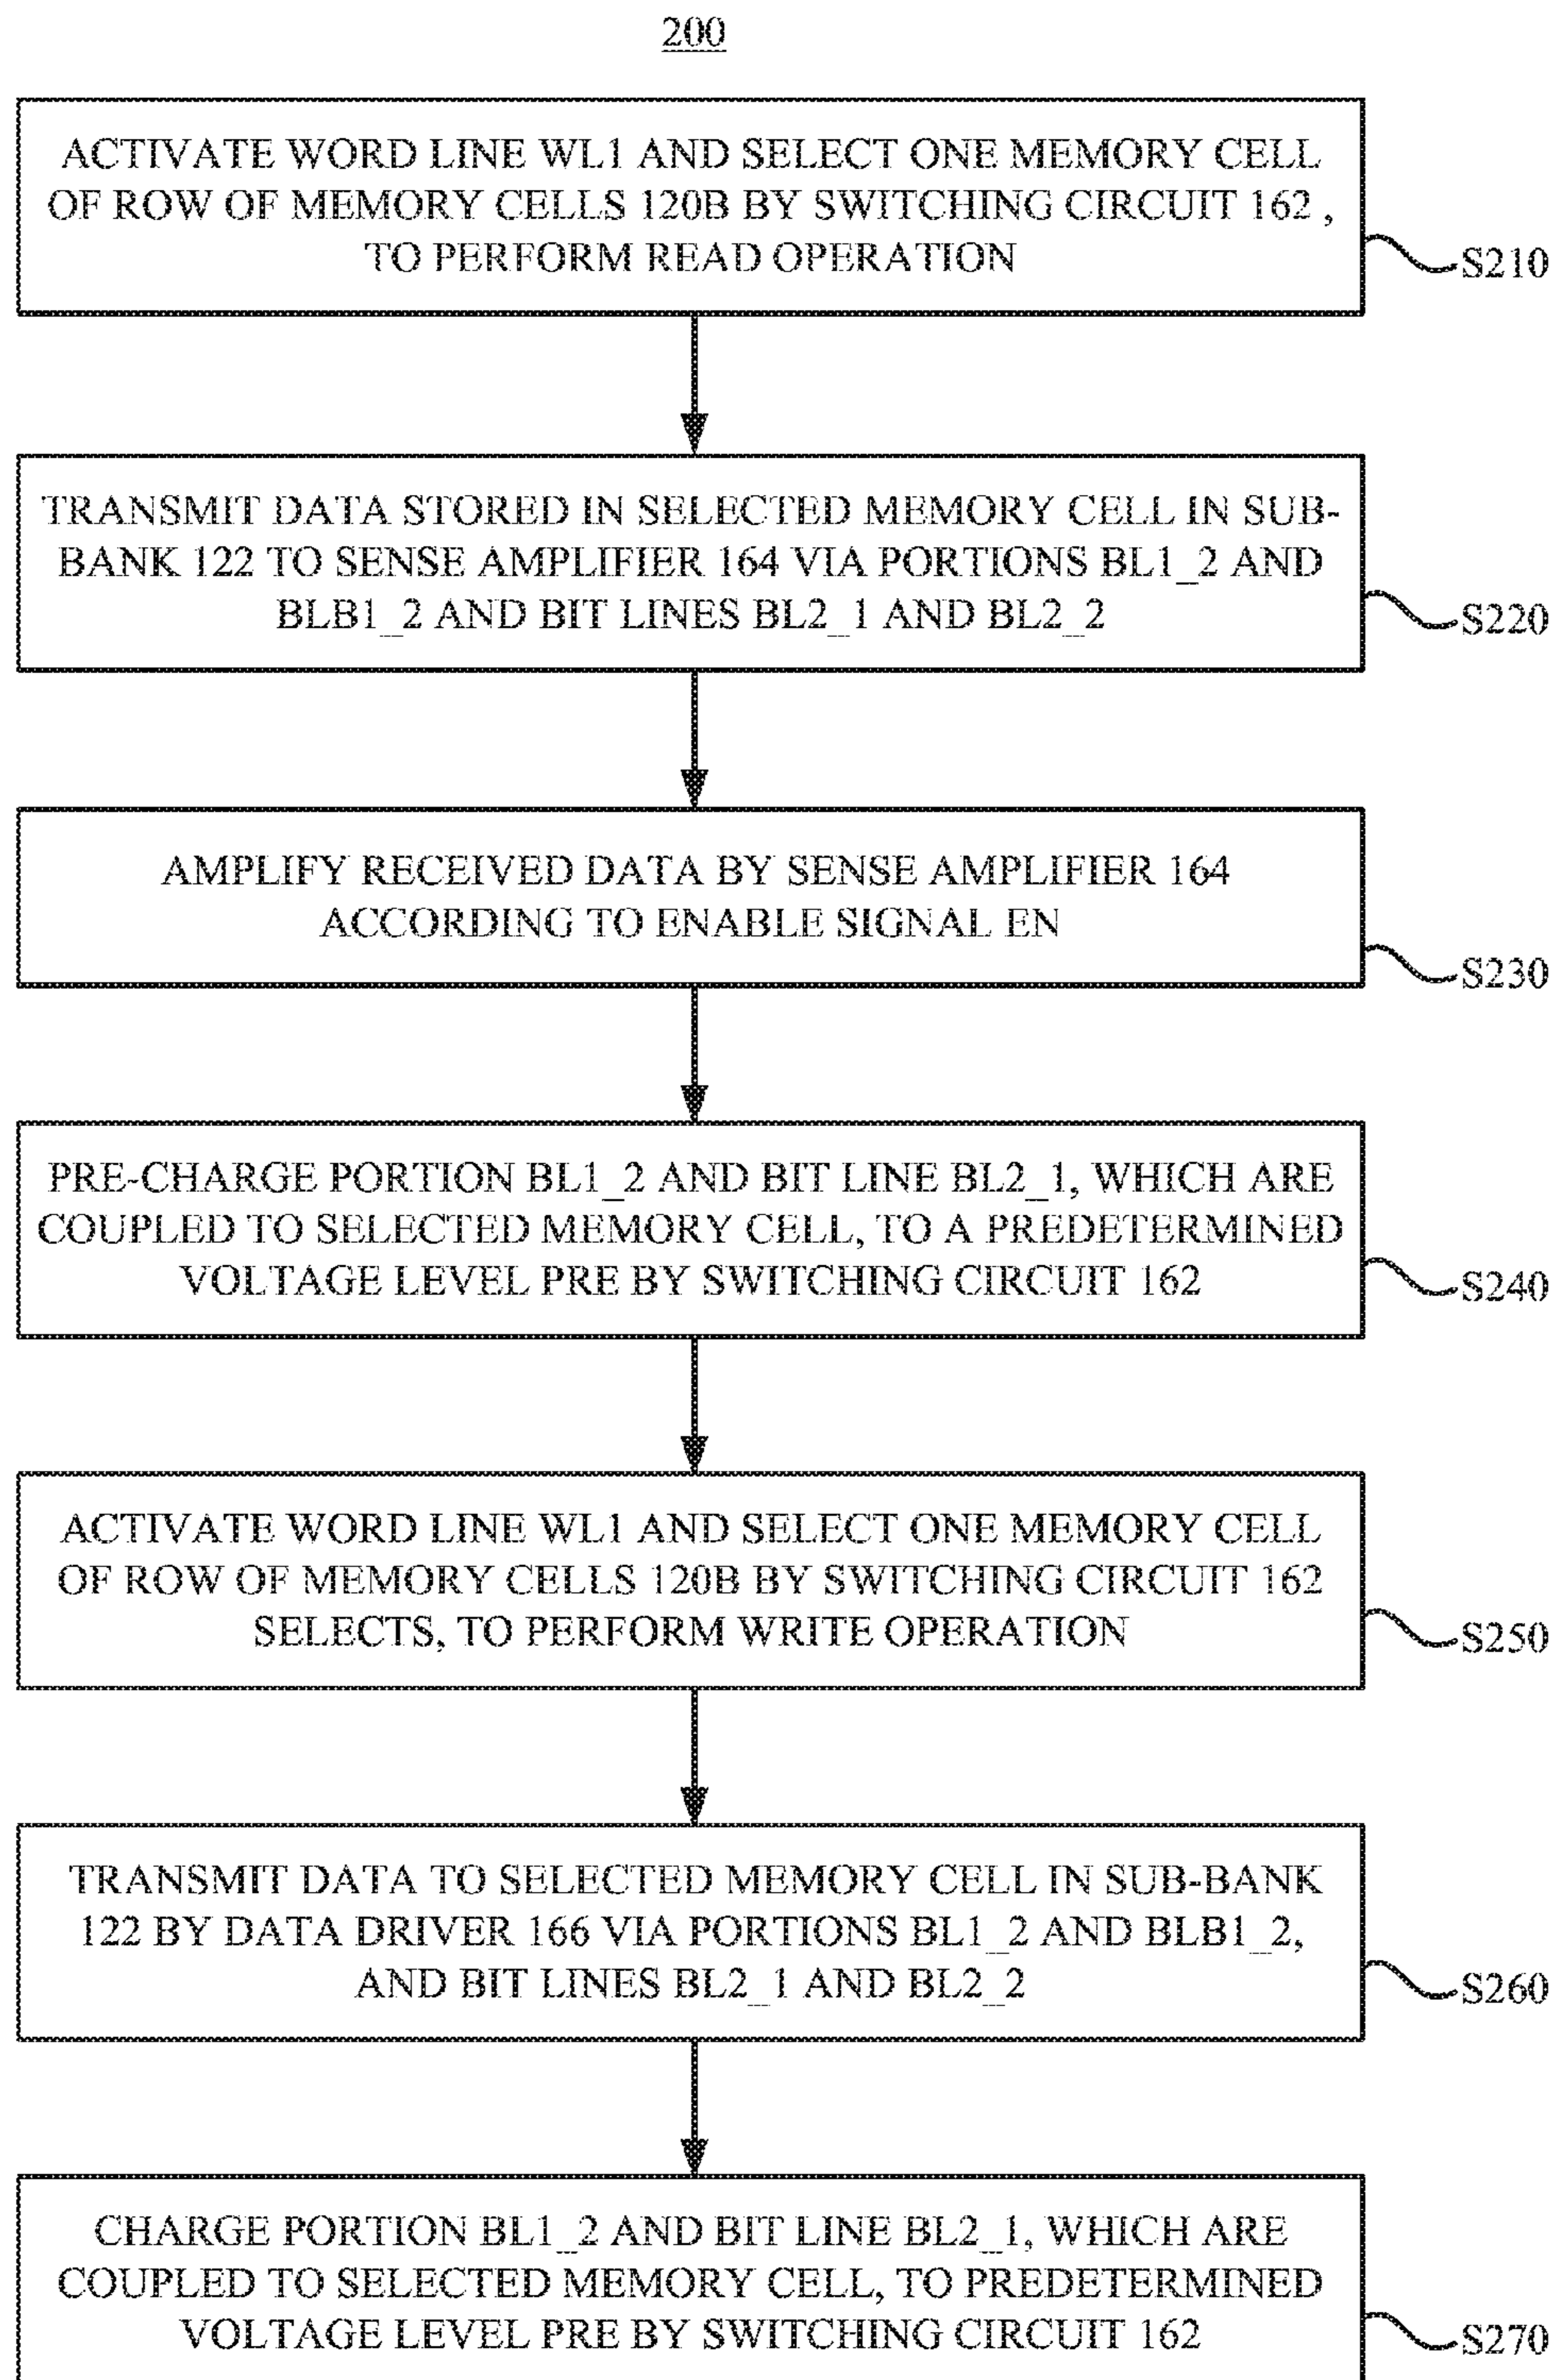 200
ACTIVATE WORD LINE WL1 AND SELECT ONE MEMORY CELL
OF ROW OF MEMORY CELLS 120B BY SWITCHING CIRCUIT 162 ,
TO PERFORM READ OPERATION
S210
TRANSMIT DATA STORED IN SELECTED MEMORY CELL IN SUB-
BANK 122 TO SENSE AMPLIFIER 164 VIA PORTIONS BL1_2 AND
BLB1_2 AND BIT LINES BL2_1 AND BL2_2
S220
AMPLIFY RECEIVED DATA BY SENSE AMPLIFIER 164
ACCORDING TO ENABLE SIGNAL EN
S230
PRE-CHARGE PORTION BL1_2 AND BIT LINE BL2_1, WHICH ARE
COUPLED TO SELECTED MEMORY CELL, TO A PREDETERMINED
VOLTAGE LEVEL PRE BY SWITCHING CIRCUIT 162
S240
ACTIVATE WORD LINE WL1 AND SELECT ONE MEMORY CELL
OF ROW OF MEMORY CELLS 120B BY SWITCHING CIRCUIT 162
SELECTS, TO PERFORM WRITE OPERATION
S250
TRANSMIT DATA TO SELECTED MEMORY CELL IN SUB-BANK
122 BY DATA DRIVER 166 VIA PORTIONS BL1_2 AND BLB1_2,
AND BIT LINES BL2_1 AND BL2_2
S260
CHARGE PORTION BL1_2 AND BIT LINE BL2_1, WHICH ARE
COUPLED TO SELECTED MEMORY CELL, TO PREDETERMINED
VOLTAGE LEVEL PRE BY SWITCHING CIRCUIT 162
S270